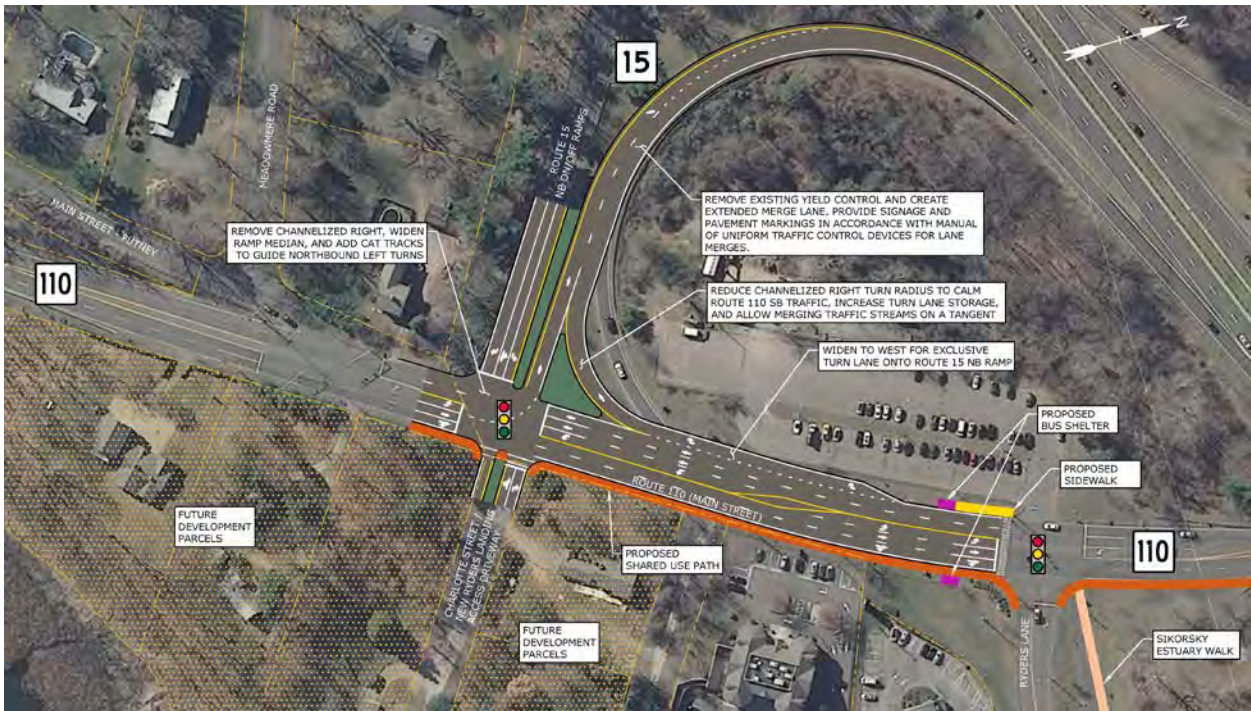 N
15
MEADOWMERE ROAD
ROUTE 15
NB ON/OFF RAMPS
MAIN STREET - PUTNEY
110
REMOVE CHANNELIZED RIGHT, WIDEN
RAMP MEDIAN, AND ADD CAT TRACKS
TO GUIDE NORTHBOUND LEFT TURNS
REMOVE EXISTING YIELD CONTROL AND CREATE
EXTENDED MERGE LANE, PROVIDE SIGNAGE AND
PAVEMENT MARKINGS IN ACCORDANCE WITH MANUAL
OF UNIFORM TRAFFIC CONTROL DEVICES FOR LANE
MERGES.
REDUCE CHANNELIZED RIGHT TURN RADIUS TO CALM
ROUTE 110 SB TRAFFIC, INCREASE TURN LANE STORAGE,
AND ALLOW MERGING TRAFFIC STREAMS ON A TANGENT
WIDEN TO WEST FOR EXCLUSIVE
TURN LANE ONTO ROUTE 15 NB RAMP
PROPOSED
BUS SHELTER
PROPOSED
SIDEWALK
ROUTE 110 (MAIN STREET)
110
FUTURE
DEVELOPMENT
PARCELS
CHARLOTTE STREET
NEW RYDERS LANDING
ACCESS DRIVEWAY
PROPOSED
SHARED USE PATH
FUTURE
DEVELOPMENT
PARCELS
RYDERS LANE
SIKORSKY
ESTUARY WALK